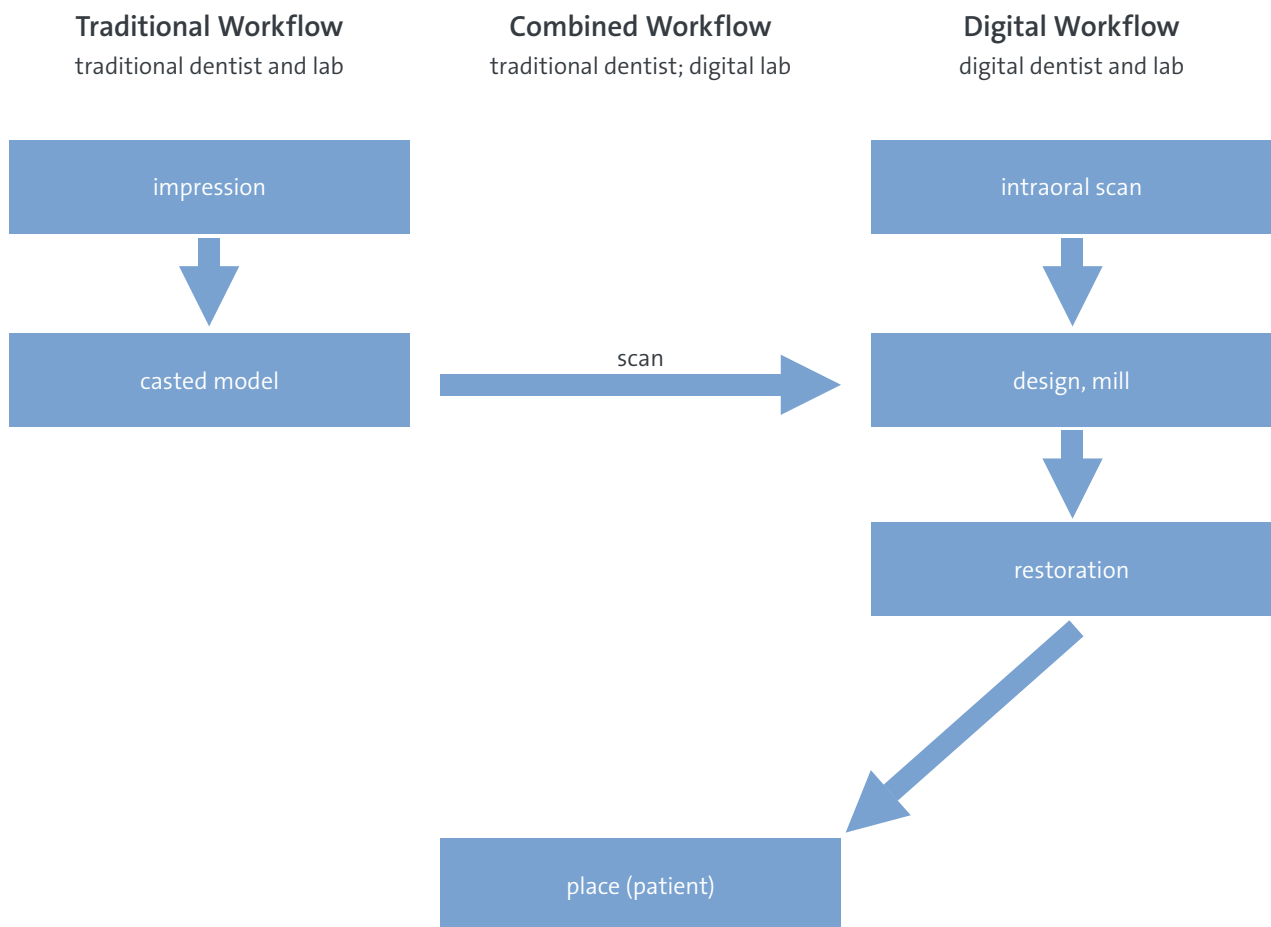 Traditional Workflow
traditional dentist and lab
Combined Workflow
traditional dentist; digital lab
Digital Workflow
digital dentist and lab
impression
intraoral scan
casted model
scan
design, mill
restoration
place (patient)